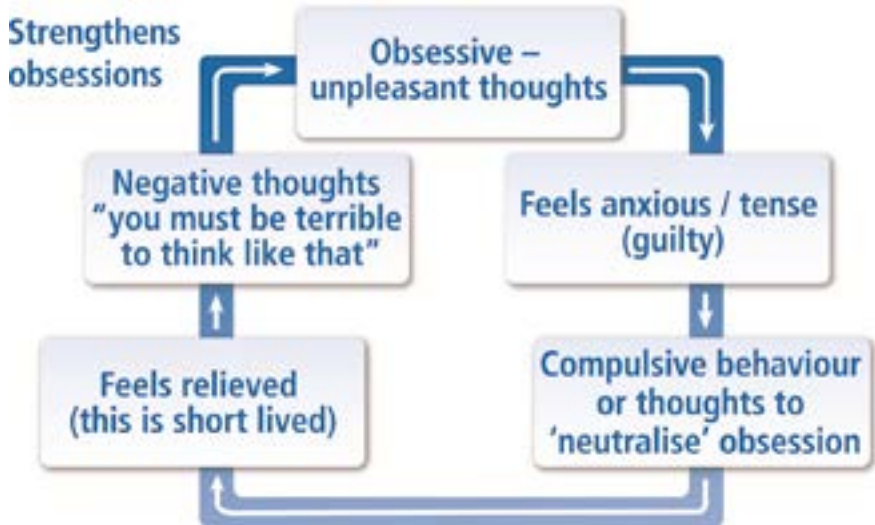 Strengthens
obsessions
Obsessive –
unpleasant thoughts
Feels anxious / tense
(guilty)
Compulsive behaviour
or thoughts to
‘neutralise’ obsession
Feels relieved
(this is short lived)
Negative thoughts
“you must be terrible
to think like that”